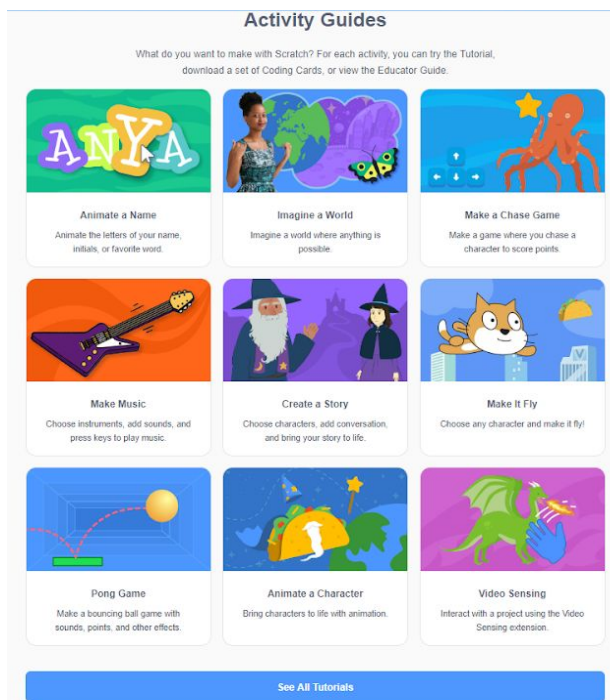 Activity Guides
What do you want to make with Scratch? For each activity, you can try the Tutorial,
download a set of Coding Cards, or view the Educator Guide.
ANYA
Animate a Name
Animate the letters of your name,
initials, or favorite word.
Imagine a World
Imagine a world where anything is
possible.
Make a Chase Game
Make a game where you chase a
character to score points.
Make Music
Choose instruments, add sounds, and
press keys to play music.
Create a Story
Choose characters, add conversation,
and bring your story to life.
Make It Fly
Choose any character and make it fly!
Pong Game
Make a bouncing ball game with
sounds, points, and other effects.
Animate a Character
Bring characters to life with animation.
Video Sensing
Interact with a project using the Video
Sensing extension.
See All Tutorials